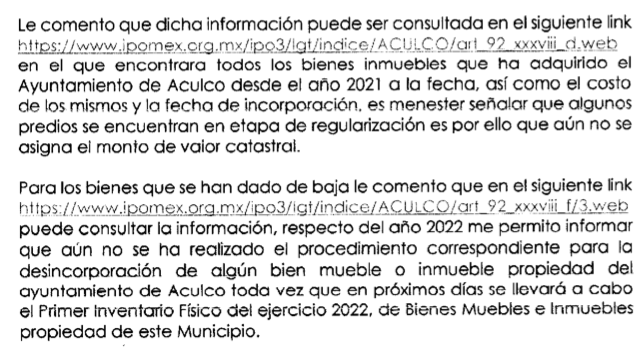 Le comento que dicha información puede ser consultada en el siguiente link
https://www.ipomex.org.mx/ipo3/lgt/indice/ACULCO/art_92_xxxviii_d.web
en el que encontrara todos los bienes inmuebles que ha adquirido el
Ayuntamiento de Aculco desde el año 2021 a la fecha, así como el costo
de los mismos y la fecha de incorporación, es menester señalar que algunos
predios se encuentran en etapa de regularización es por ello que aún no se
asigna el monto de valor catastral.
Para los bienes que se han dado de baja le comento que en el siguiente link
https://www.ipomex.org.mx/ipo3/lgt/indice/ACULCO/art_92_xxxviii_f/3.web
puede consultar la información, respecto del año 2022 me permito informar
que aún no se ha realizado el procedimiento correspondiente para la
desincorporación de algún bien mueble o inmueble propiedad del
ayuntamiento de Aculco toda vez que en próximos días se llevará a cabo
el Primer Inventario Físico del ejercicio 2022, de Bienes Muebles e Inmuebles
propiedad de este Municipio.